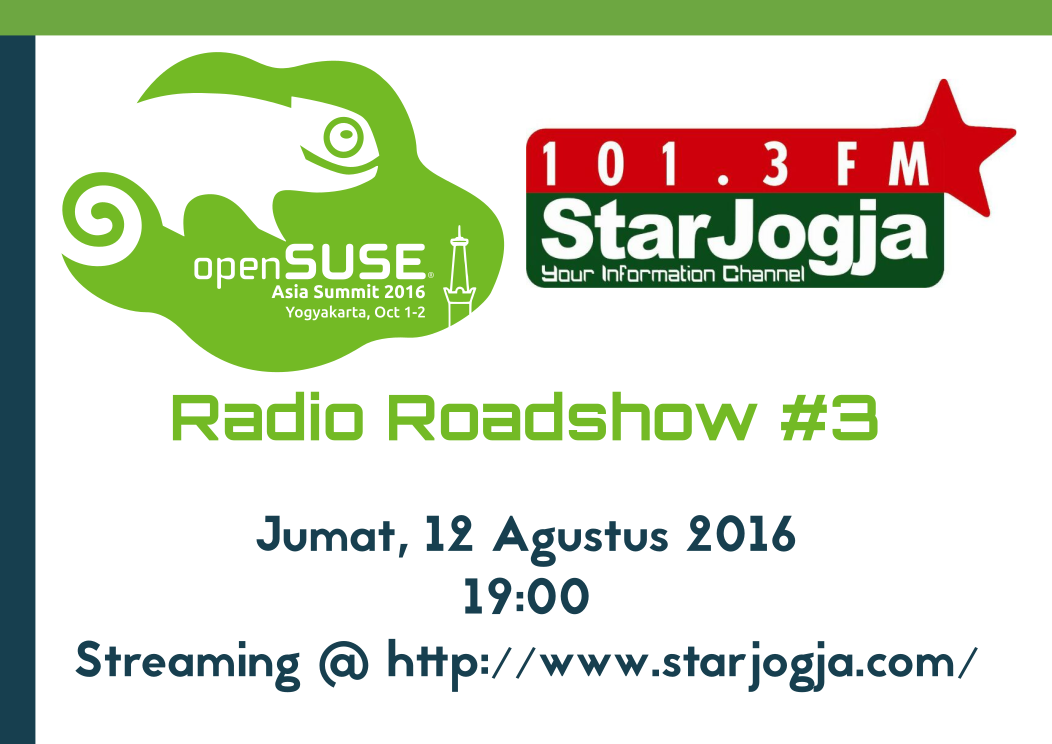 openSUSE®
Asia Summit 2016
Yogyakarta, Oct 1-2
101.3 FM
StarJogja
Your Information Channel
Radio Roadshow #3
Jumat, 12 Agustus 2016
19:00
Streaming @ http://www.starjogja.com/